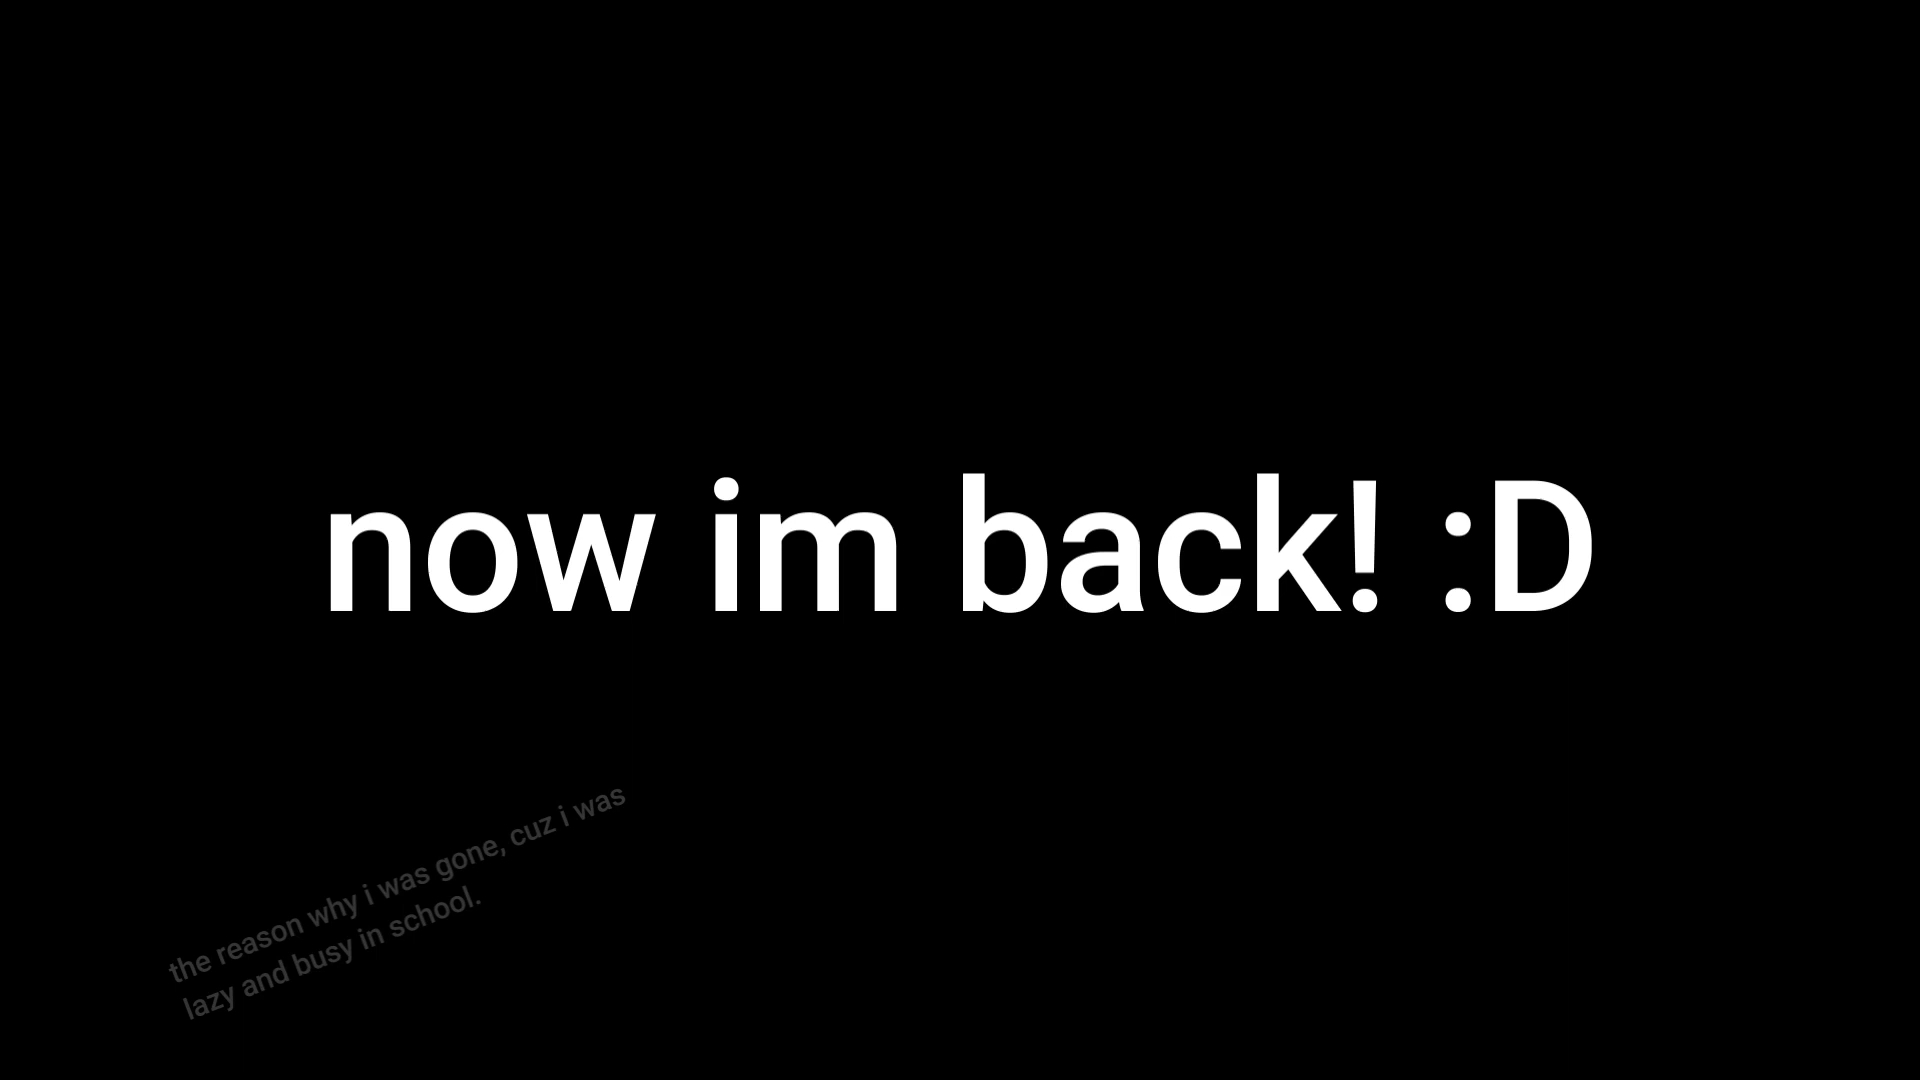 now im back! :D
the reason why i was gone, cuz i was
lazy and busy in school.